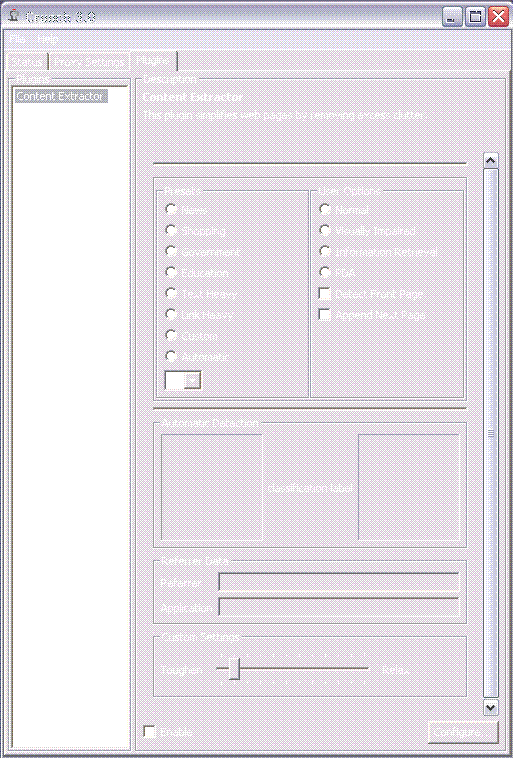 Crunch 3.0
File Help
Status Proxy Settings Plugins
Plugins
Content Extractor
Description
Content Extractor
This plugin simplifies web pages by removing excess clutter.
Presets
News
Shopping
Government
Education
Text Heavy
Link Heavy
Custom
Automatic
User Options
Normal
Visually Impaired
Information Retrieval
PDA
Detect Front Page
Append Next Page
Automatic Detection
classification label
Referrer Data
Referrer
Application
Custom Settings
Toughen Relax
Enable Configure...